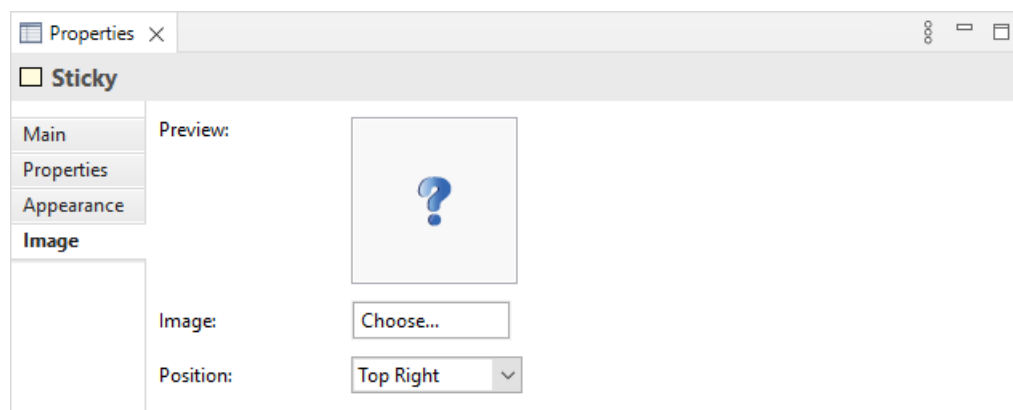 Properties
Sticky
Main
Properties
Appearance
Image
Preview:
?
Image:
Choose...
Position:
Top Right